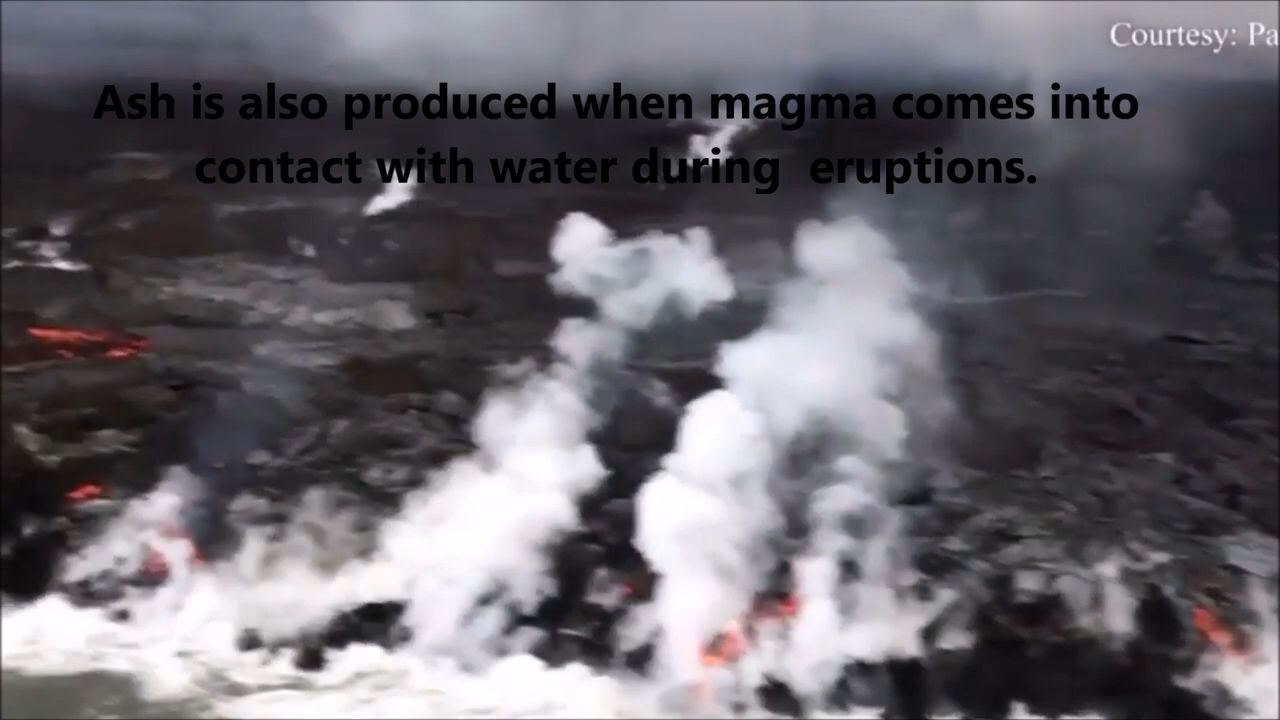 Courtesy: Pa
Ash is also produced when magma comes into
contact with water during  eruptions.